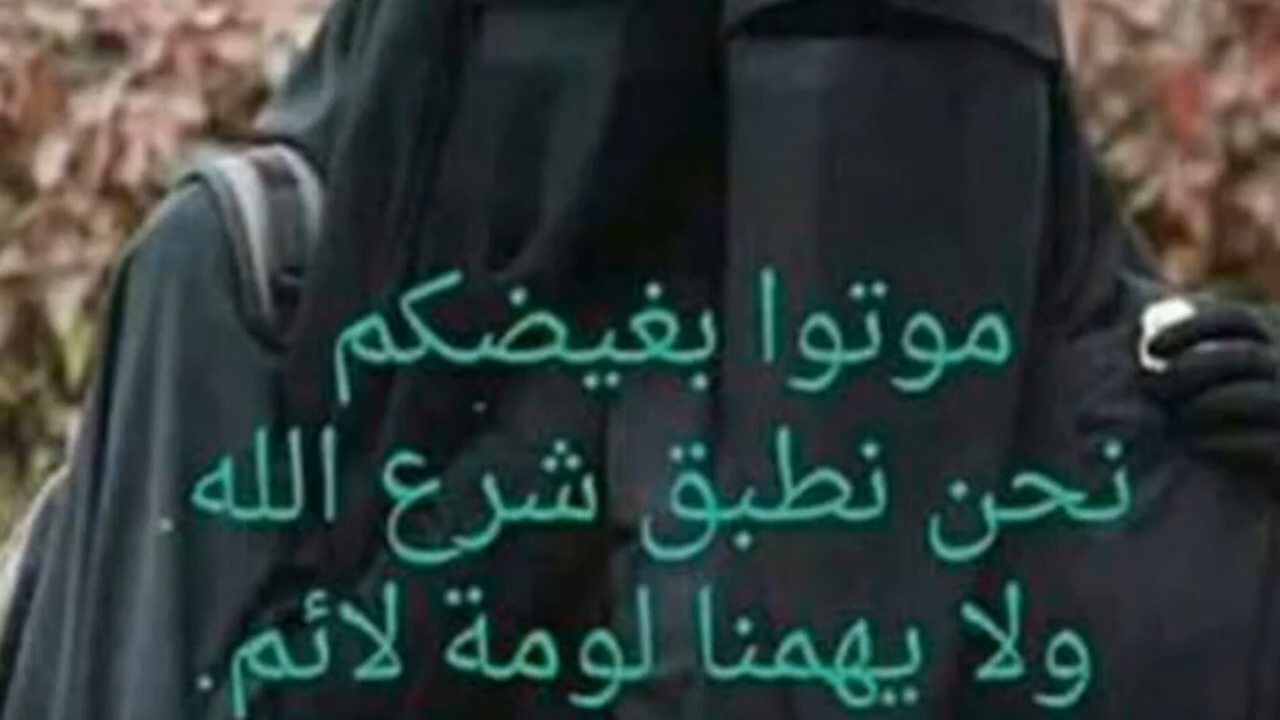 موتوا بغيضكم
نحن نطبق شرع الله.
ولا يهمنا لومة لائم.